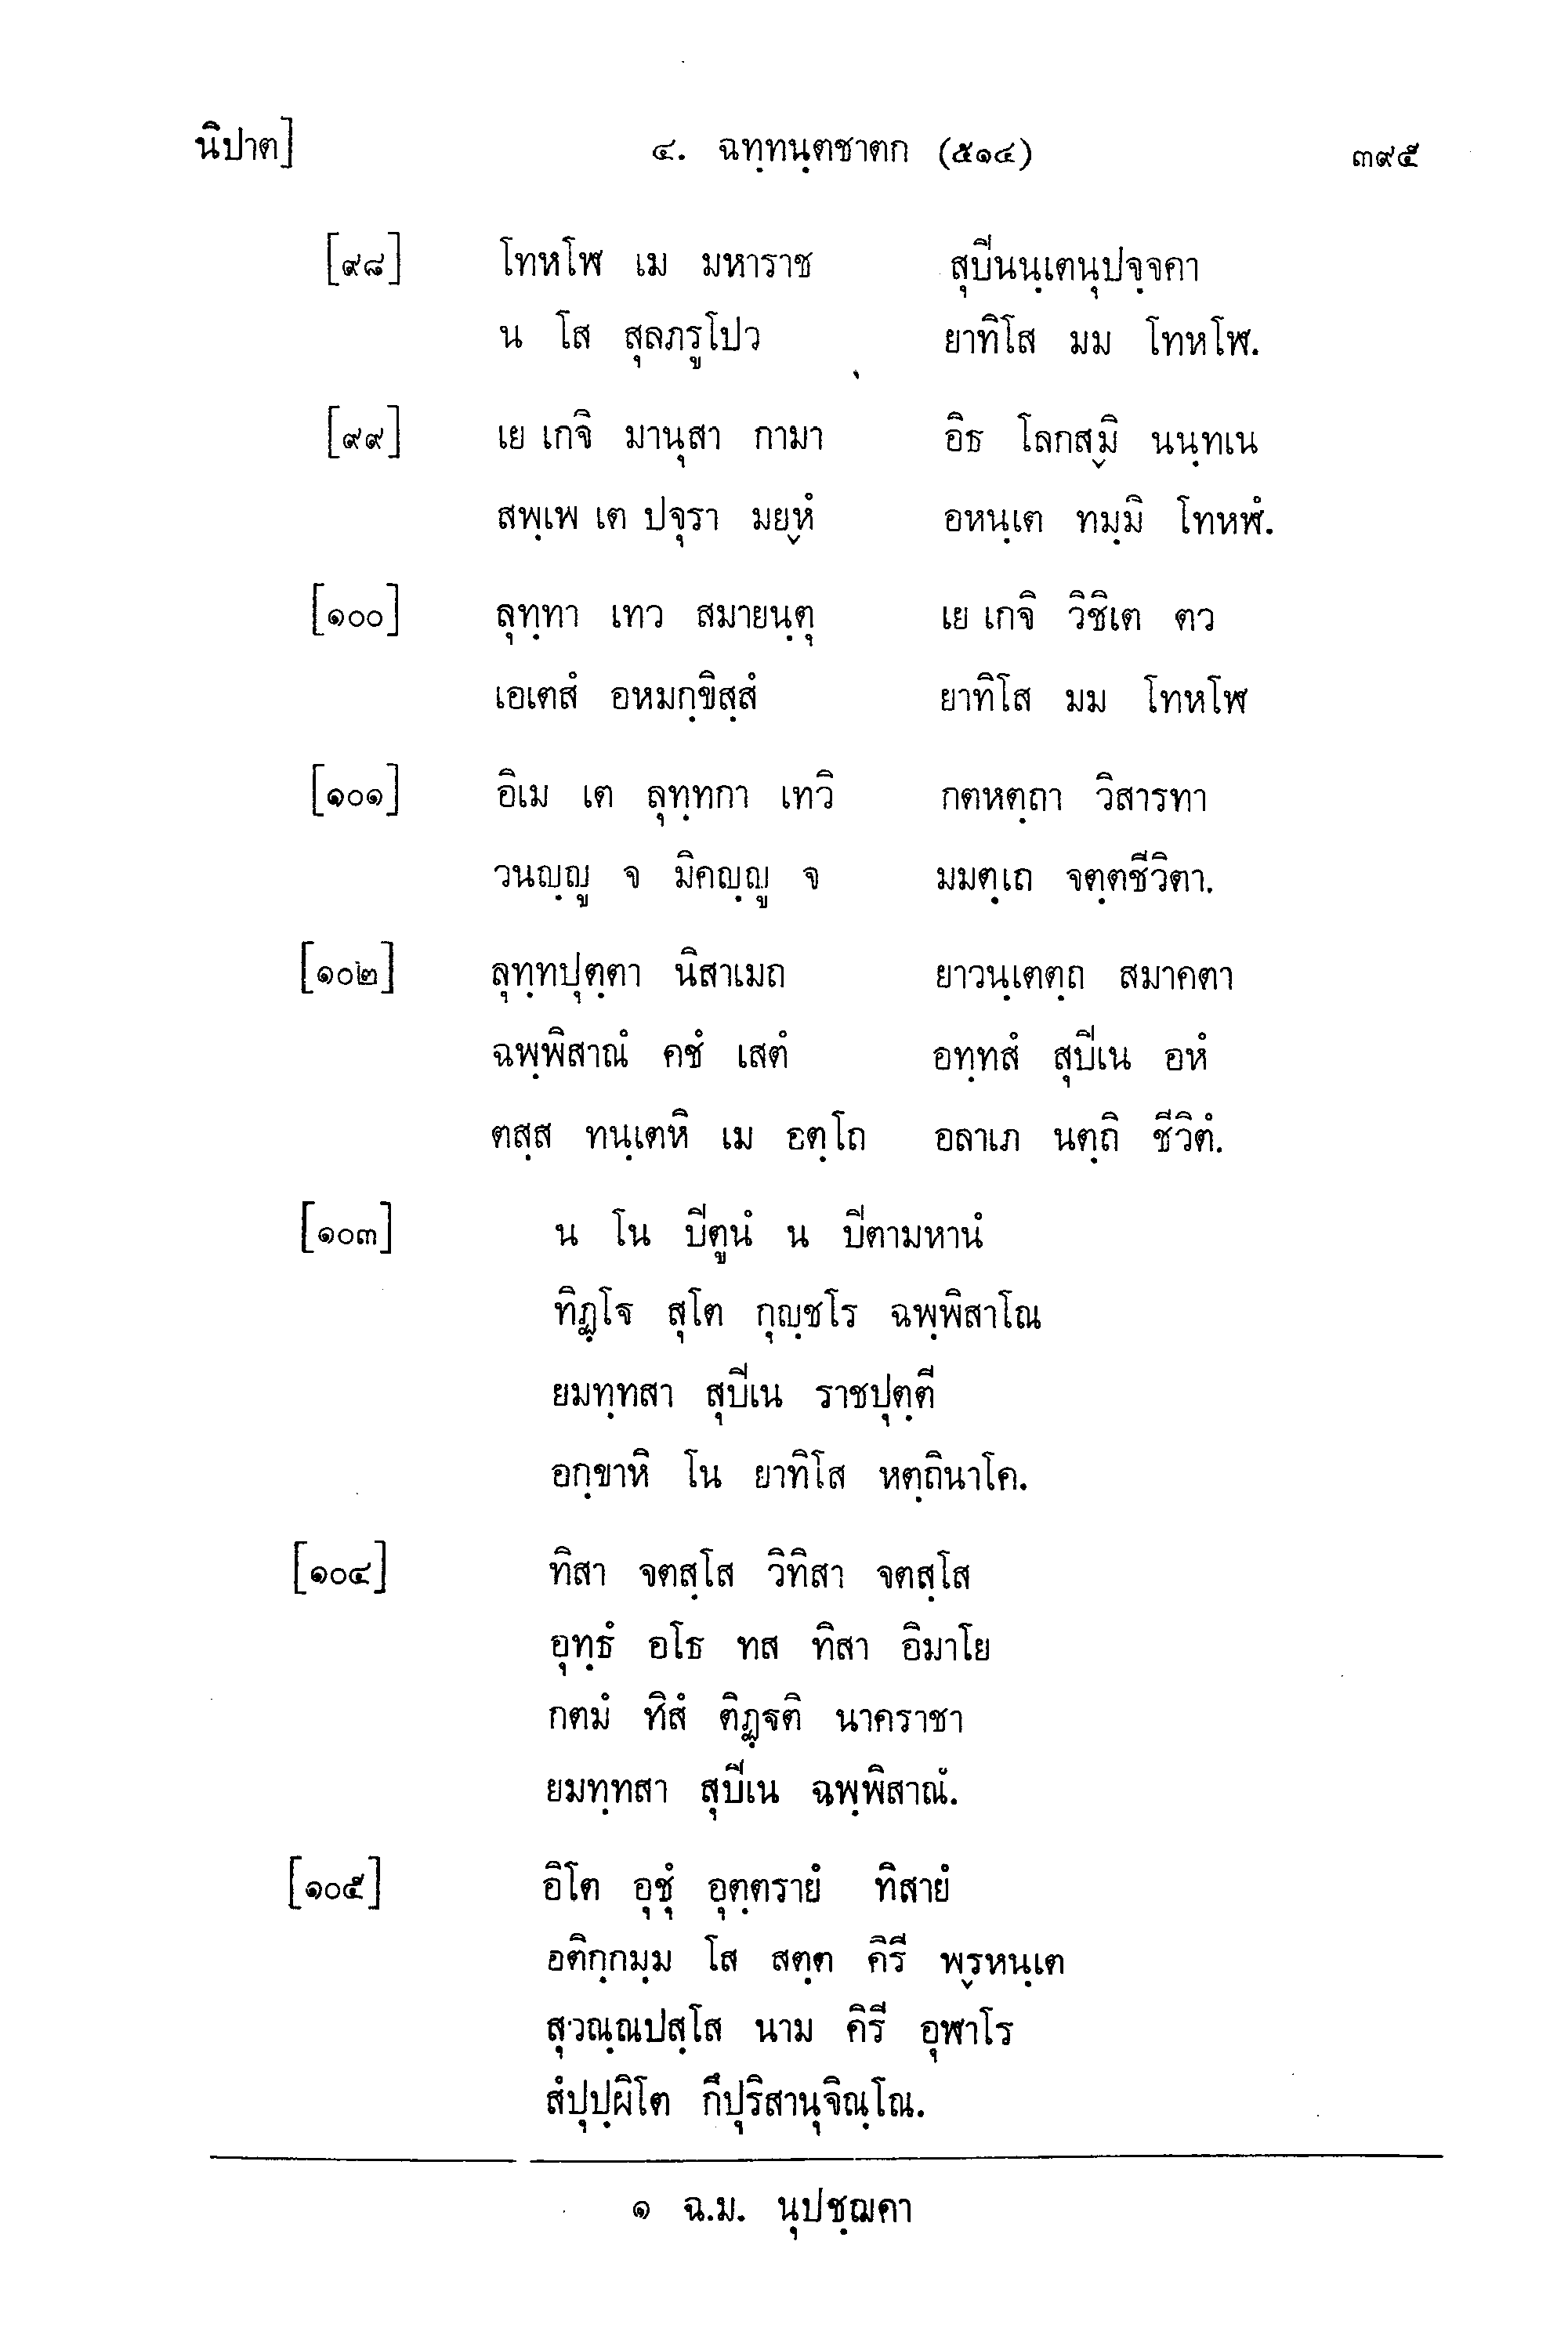 นิปาต] ๔. ฉทฺทนฺตชาตก (๕๑๔) ๓๙๕
[๙๘] โทหโฬ เม มหาราช สุปีนนฺเตนุปจฺจคา
น โส สุลภรูโปว ยาทิโส มม โทหโฬ.
[๙๙] เย เกจิ มานุสา กามา อิธ โลกสฺมิ นนฺทเน
สพฺเพ เต ปจุรา มยฺหํ อหนฺเต ทมฺมิ โทหฬํ.
[๑๐๐] ลุทฺทา เทว สมายนฺตุ เย เกจิ วิชิเต ตว
เอเตสํ อหมกฺขิสฺสํ ยาทิโส มม โทหโฬ
[๑๐๑] อิเม เต ลุทฺทกา เทวิ กตหตฺถา วิสารทา
วนญฺญู จ มิคญฺญู จ มมตฺเถ จตฺตชีวิตา.
[๑๐๒] ลุทฺทปุตฺตา นิสาเมถ ยาวนฺเตตฺถ สมาคตา
ฉพฺพิสาณํ คชํ เสตํ อทฺทสํ สุปีเน อหํ
ตสฺส ทนฺเตหิ เม อตฺโถ อลาเภ นตฺถิ ชีวิตํ.
[๑๐๓] น โน ปีตูนํ น ปีตามหานํ
ทิฏฺโฐ สุโต กุญฺชโร ฉพฺพิสาโณ
ยมทฺทสา สุปีเน ราชปุตฺตี
อกฺขาหิ โน ยาทิโส หตฺถินาโค.
[๑๐๔] ทิสา จตสฺโส วิทิสา จตสฺโส
อุทฺธํ อโธ ทส ทิสา อิมาโย
กตมํ ทิสํ ติฏฺฐติ นาคราชา
ยมทฺทสา สุปีเน ฉพฺพิสาณํ.
[๑๐๕] อิโต อุชุํ อุตฺตรายํ ทิสายํ
อติกฺกมฺม โส สตฺต คิรี พฺรหนฺเต
สุวณฺณปสฺโส นาม คิรี อุฬาโร
สํปุปฺผิโต กึปุริสานุจิณฺโณ.
๑ ฉ.ม. นุปชฺฌคา